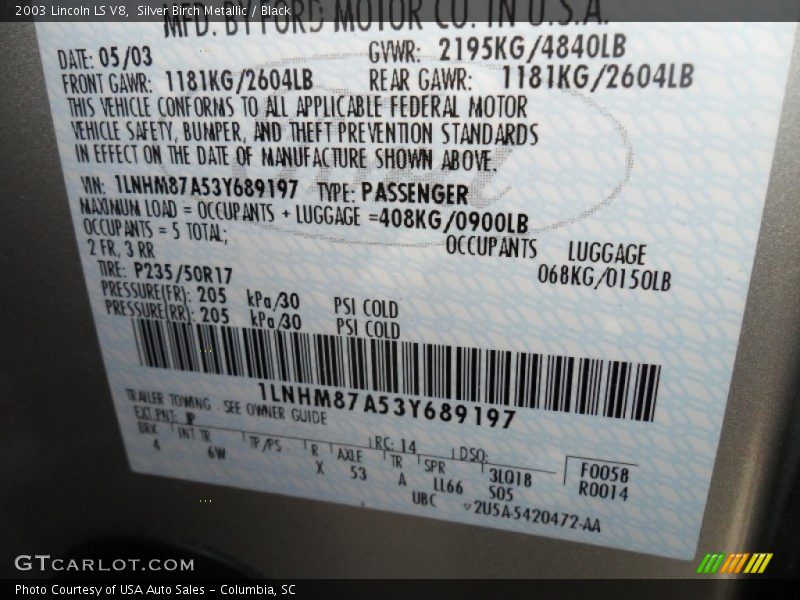 2003 Lincoln LS V8,  Silver Birch Metallic / Black
MFD. BY FORD MOTOR CO. IN U.S.A.
DATE: 05/03 GVWR: 2195KG/4840LB
FRONT GAWR: 1181KG/2604LB REAR GAWR: 1181KG/2604LB
THIS VEHICLE CONFORMS TO ALL APPLICABLE FEDERAL MOTOR
VEHICLE SAFETY, BUMPER, AND THEFT PREVENTION STANDARDS
IN EFFECT ON THE DATE OF MANUFACTURE SHOWN ABOVE.
VIN: 1LNHM87A53Y689197 TYPE: PASSENGER
MAXIMUM LOAD = OCCUPANTS + LUGGAGE =408KG/0900LB
OCCUPANTS = 5 TOTAL; OCCUPANTS LUGGAGE
2 FR, 3 RR 068KG/0150LB
TIRE: P235/50R17
PRESSURE(FR): 205 kPa/30 PSI COLD
PRESSURE(RR): 205 kPa/30 PSI COLD
1LNHM87A53Y689197
TRAILER TOWING - SEE OWNER GUIDE
EXT PNT: JP RC: 14 DSO:
BRK INT TR TP/PS R AXLE TR SPR 3LQ18 F0058
4 6W X 53 A LL66 S05 R0014
UBC 2U5A-5420472-AA
GTCARLOT.COM
Photo Courtesy of USA Auto Sales - Columbia, SC